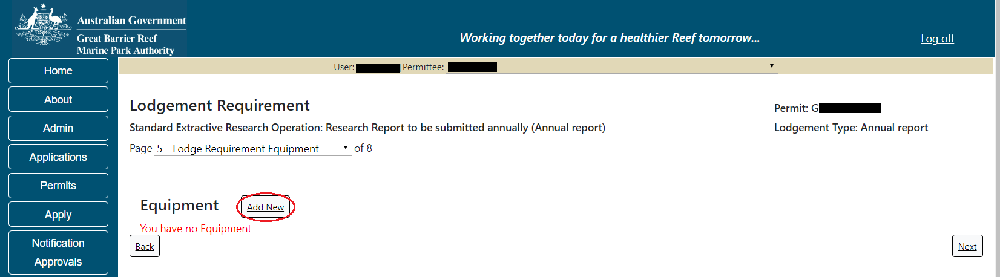 Australian Government
Great Barrier Reef
Marine Park Authority
Working together today for a healthier Reef tomorrow...
Log off
Home
About
Admin
Applications
Permits
Apply
Notification
Approvals
User: Permittee:
Lodgement Requirement
Permit: G
Standard Extractive Research Operation: Research Report to be submitted annually (Annual report)
Lodgement Type: Annual report
Page 5 - Lodge Requirement Equipment of 8
Equipment Add New
You have no Equipment
Back
Next